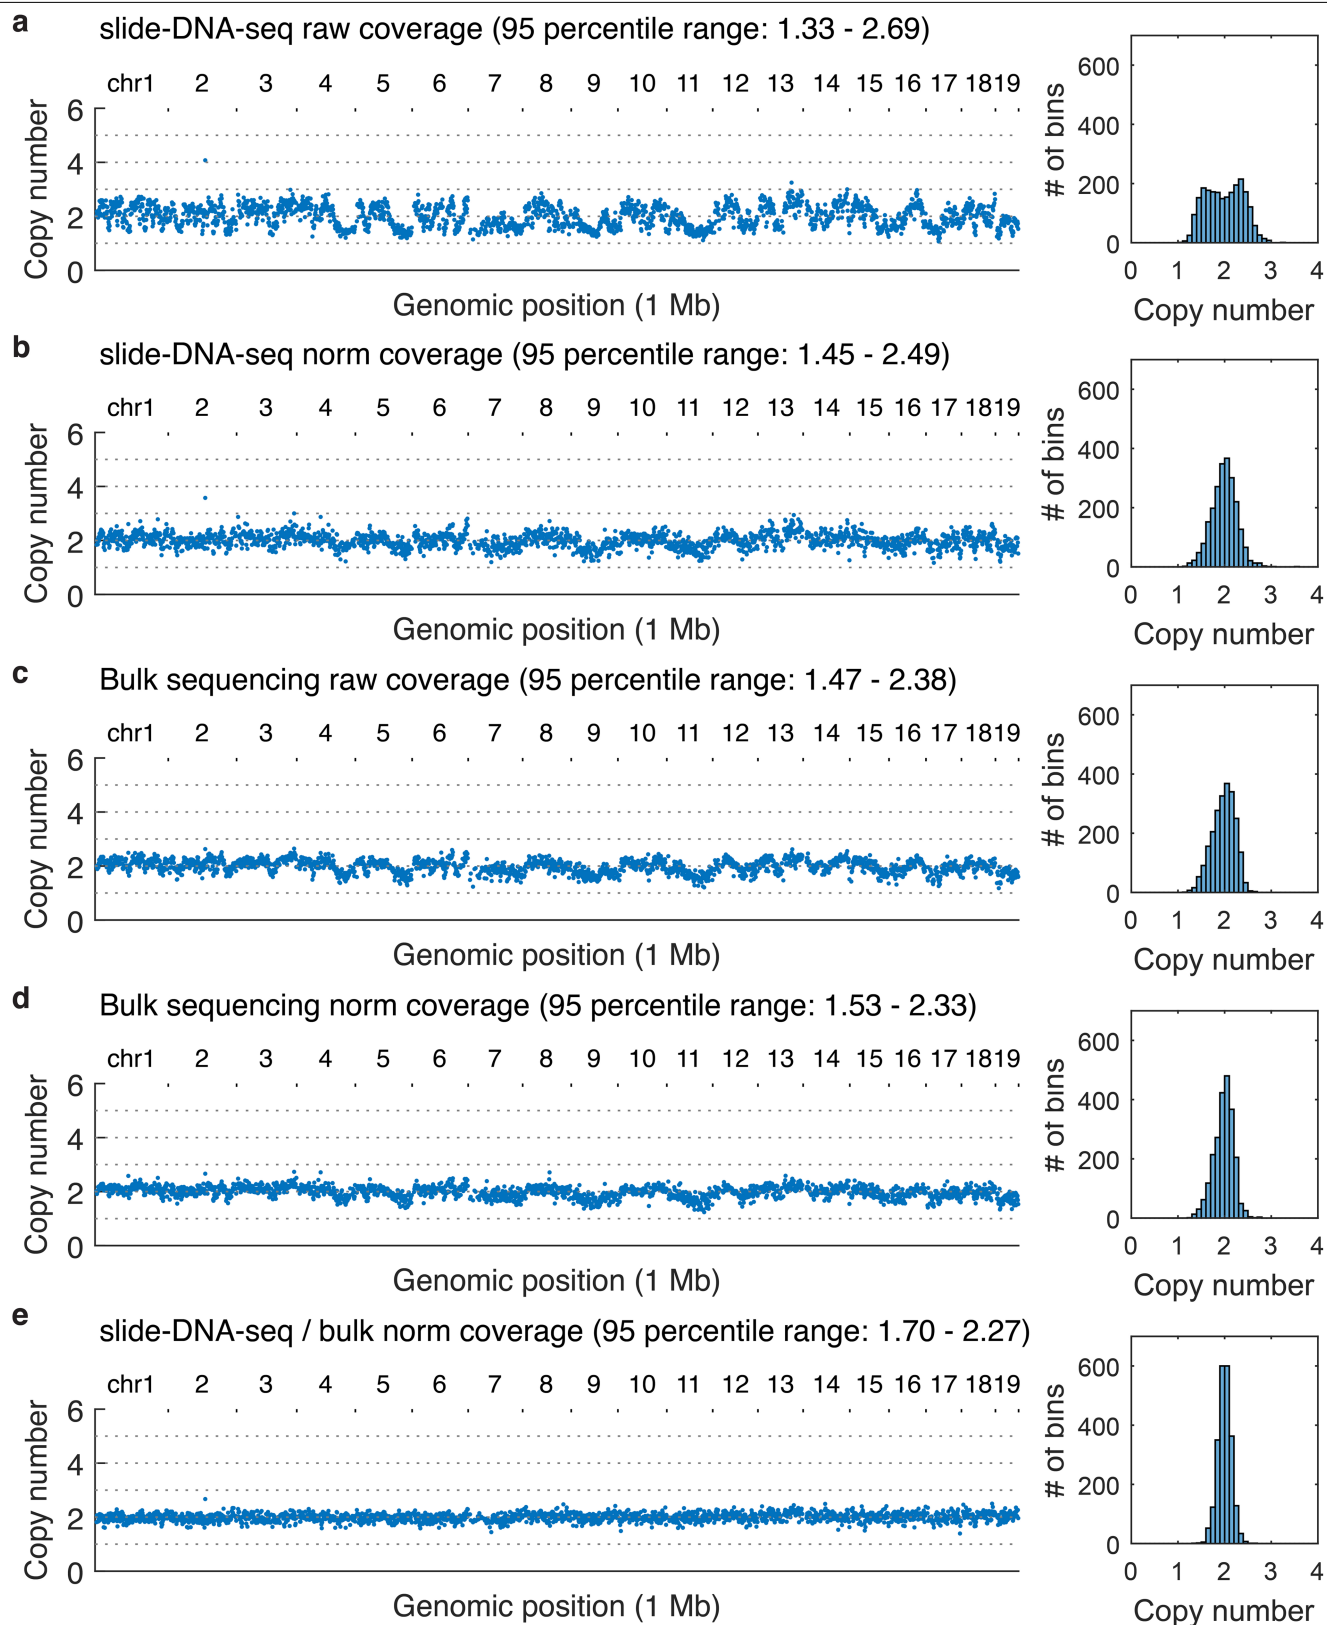 a
slide-DNA-seq raw coverage (95 percentile range: 1.33 - 2.69)
chr1 2 3 4 5 6 7 8 9 10 11 12 13 14 15 16 17 18 19
6
4
2
0
Copy number
Genomic position (1 Mb)
600
400
200
0
# of bins
0 1 2 3 4
Copy number
b
slide-DNA-seq norm coverage (95 percentile range: 1.45 - 2.49)
chr1 2 3 4 5 6 7 8 9 10 11 12 13 14 15 16 17 18 19
6
4
2
0
Copy number
Genomic position (1 Mb)
600
400
200
0
# of bins
0 1 2 3 4
Copy number
c
Bulk sequencing raw coverage (95 percentile range: 1.47 - 2.38)
chr1 2 3 4 5 6 7 8 9 10 11 12 13 14 15 16 17 18 19
6
4
2
0
Copy number
Genomic position (1 Mb)
600
400
200
0
# of bins
0 1 2 3 4
Copy number
d
Bulk sequencing norm coverage (95 percentile range: 1.53 - 2.33)
chr1 2 3 4 5 6 7 8 9 10 11 12 13 14 15 16 17 18 19
6
4
2
0
Copy number
Genomic position (1 Mb)
600
400
200
0
# of bins
0 1 2 3 4
Copy number
e
slide-DNA-seq / bulk norm coverage (95 percentile range: 1.70 - 2.27)
chr1 2 3 4 5 6 7 8 9 10 11 12 13 14 15 16 17 18 19
6
4
2
0
Copy number
Genomic position (1 Mb)
600
400
200
0
# of bins
0 1 2 3 4
Copy number